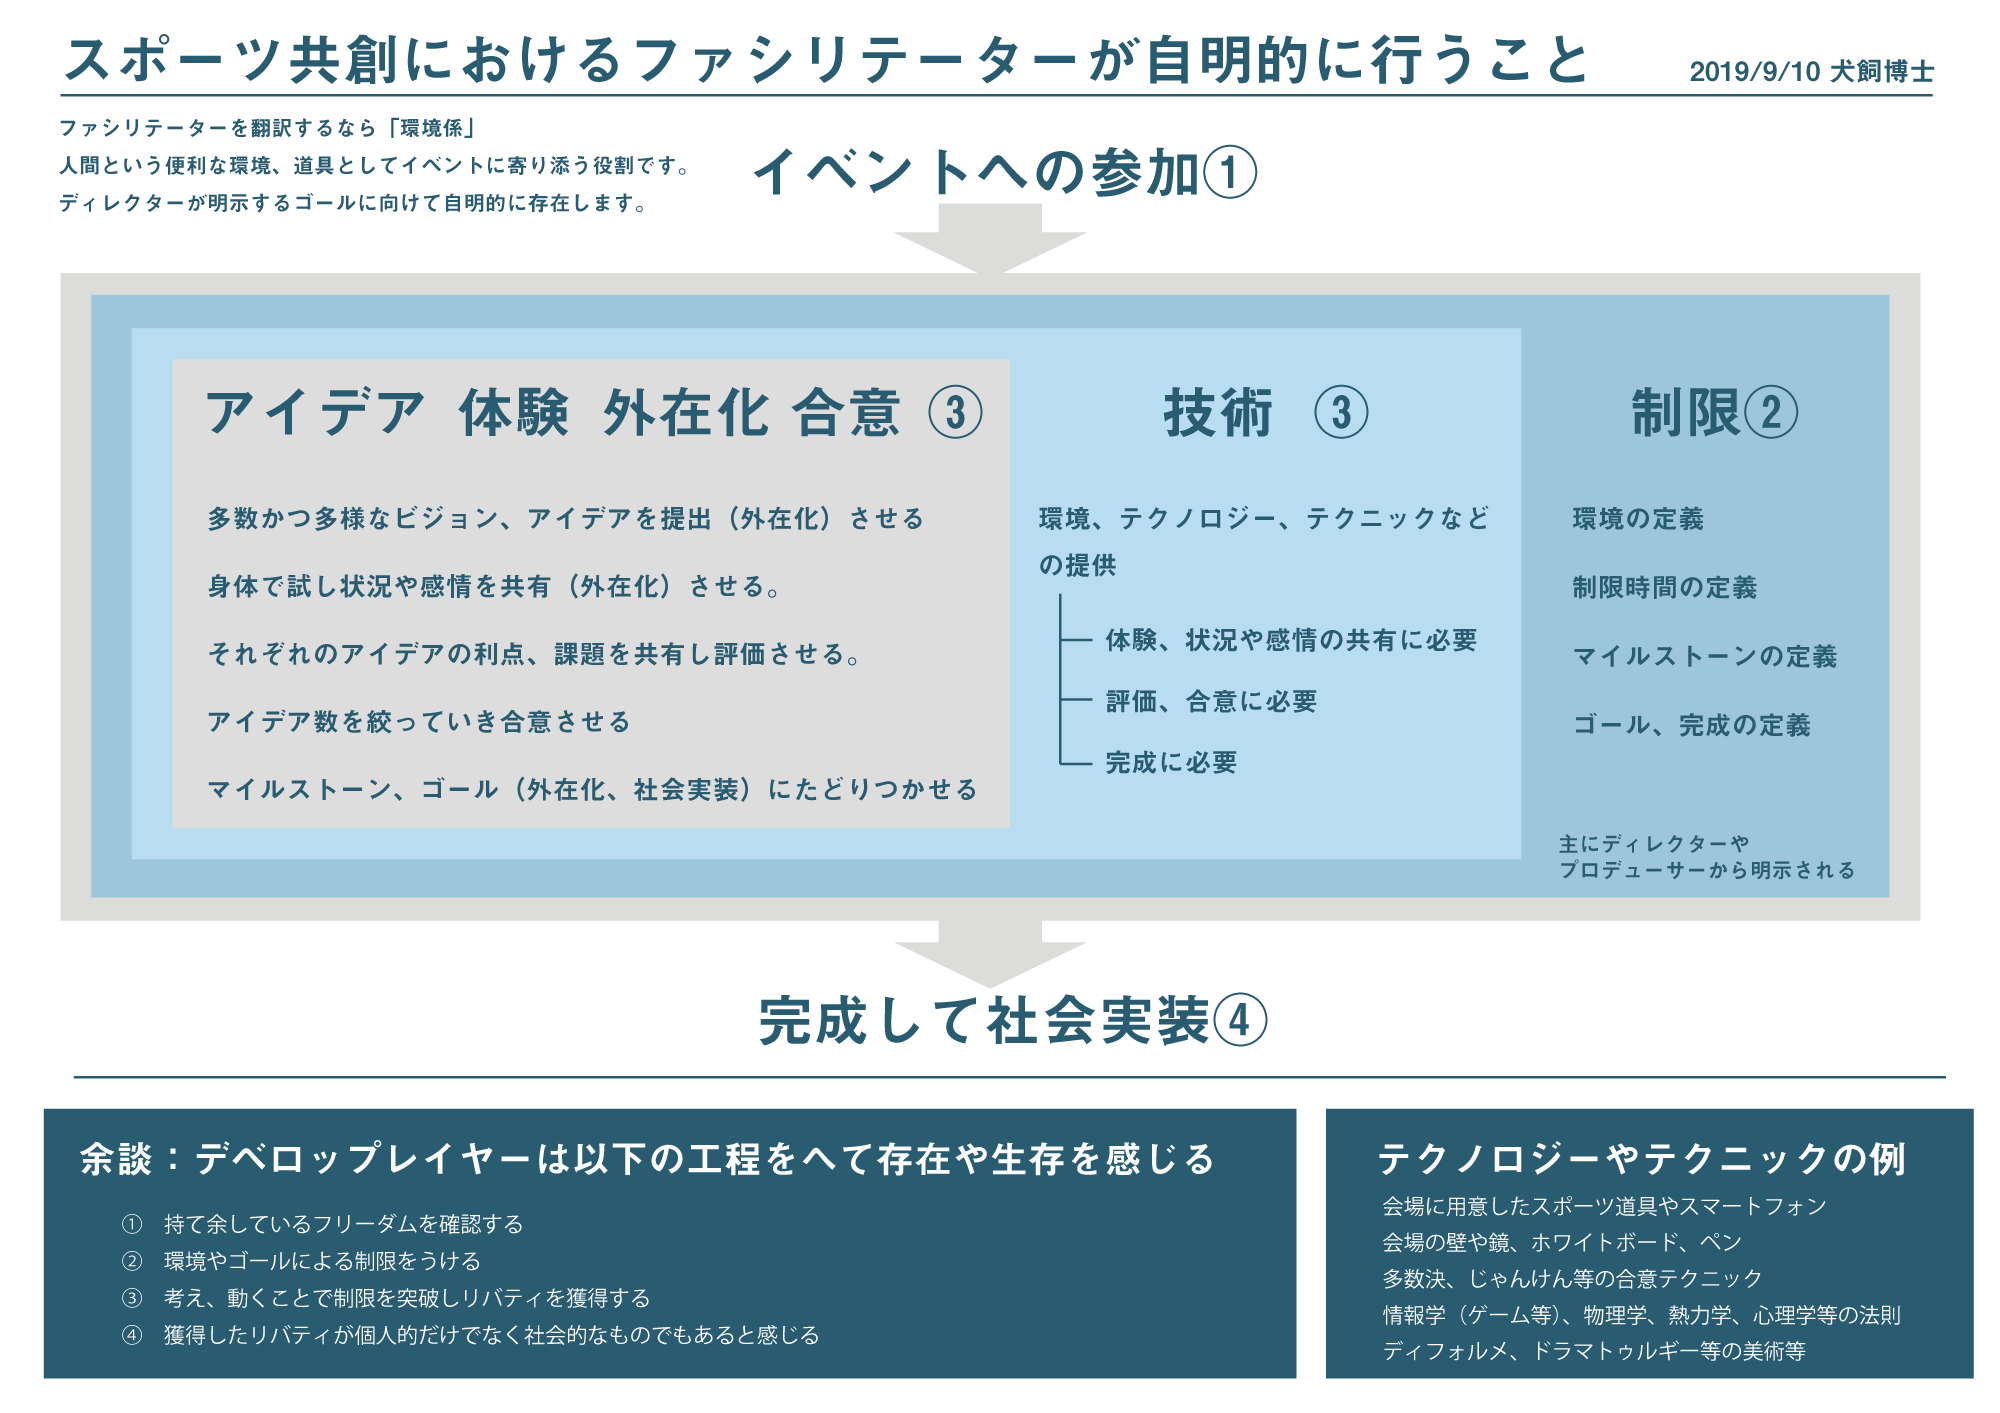 スポーツ共創におけるファシリテーターが自明的に行うこと
2019/9/10 犬飼博士
ファシリテーターを翻訳するなら「環境係」
人間という便利な環境、道具としてイベントに寄り添う役割です。
ディレクターが明示するゴールに向けて自明的に存在します。
イベントへの参加①
アイデア 体験 外在化 合意 ③
多数かつ多様なビジョン、アイデアを提出（外在化）させる
身体で試し状況や感情を共有（外在化）させる。
それぞれのアイデアの利点、課題を共有し評価させる。
アイデア数を絞っていき合意させる
マイルストーン、ゴール（外在化、社会実装）にたどりつかせる
技術 ③
環境、テクノロジー、テクニックなど
の提供
体験、状況や感情の共有に必要
評価、合意に必要
完成に必要
制限②
環境の定義
制限時間の定義
マイルストーンの定義
ゴール、完成の定義
主にディレクターや
プロデューサーから明示される
完成して社会実装④
余談：デベロップレイヤーは以下の工程をへて存在や生存を感じる
① 持て余しているフリーダムを確認する
② 環境やゴールによる制限をうける
③ 考え、動くことで制限を突破しリバティを獲得する
④ 獲得したリバティが個人的だけでなく社会的なものでもあると感じる
テクノロジーやテクニックの例
会場に用意したスポーツ道具やスマートフォン
会場の壁や鏡、ホワイトボード、ペン
多数決、じゃんけん等の合意テクニック
情報学（ゲーム等）、物理学、熱力学、心理学等の法則
ディフォルメ、ドラマトゥルギー等の美術等